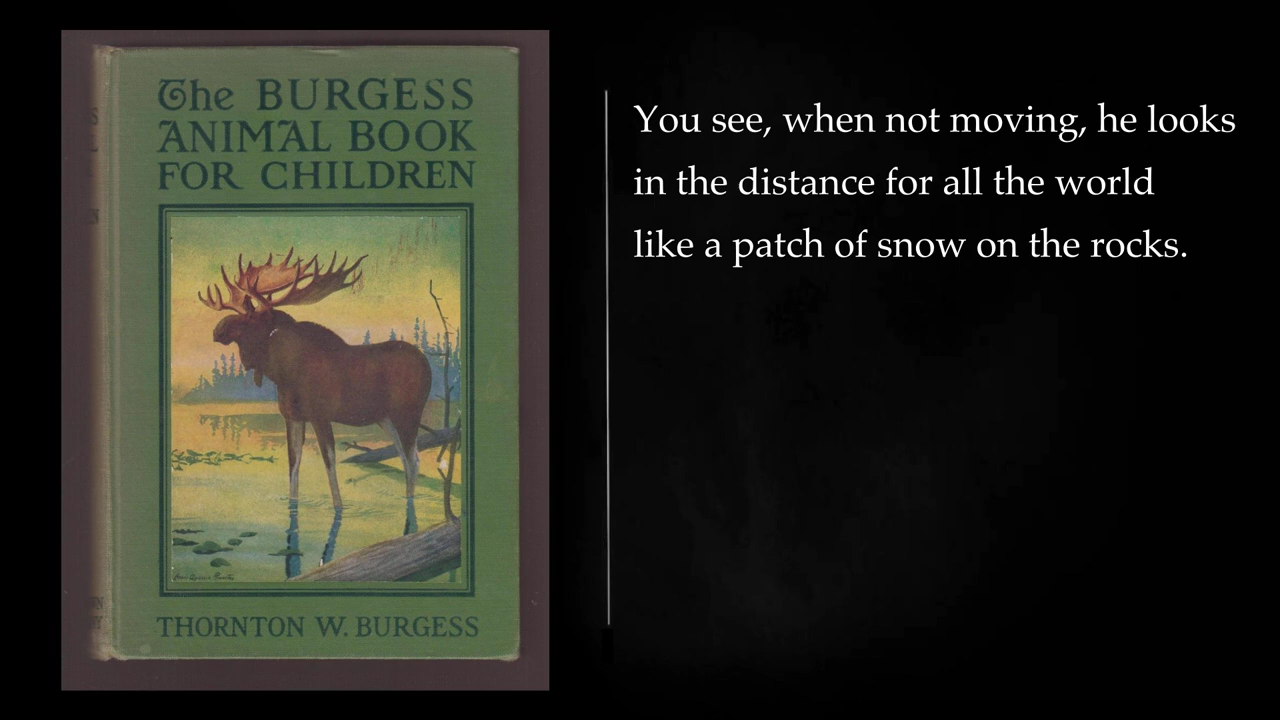 The BURGESS
ANIMAL BOOK
FOR CHILDREN
THORNTON W. BURGESS
You see, when not moving, he looks
in the distance for all the world
like a patch of snow on the rocks.